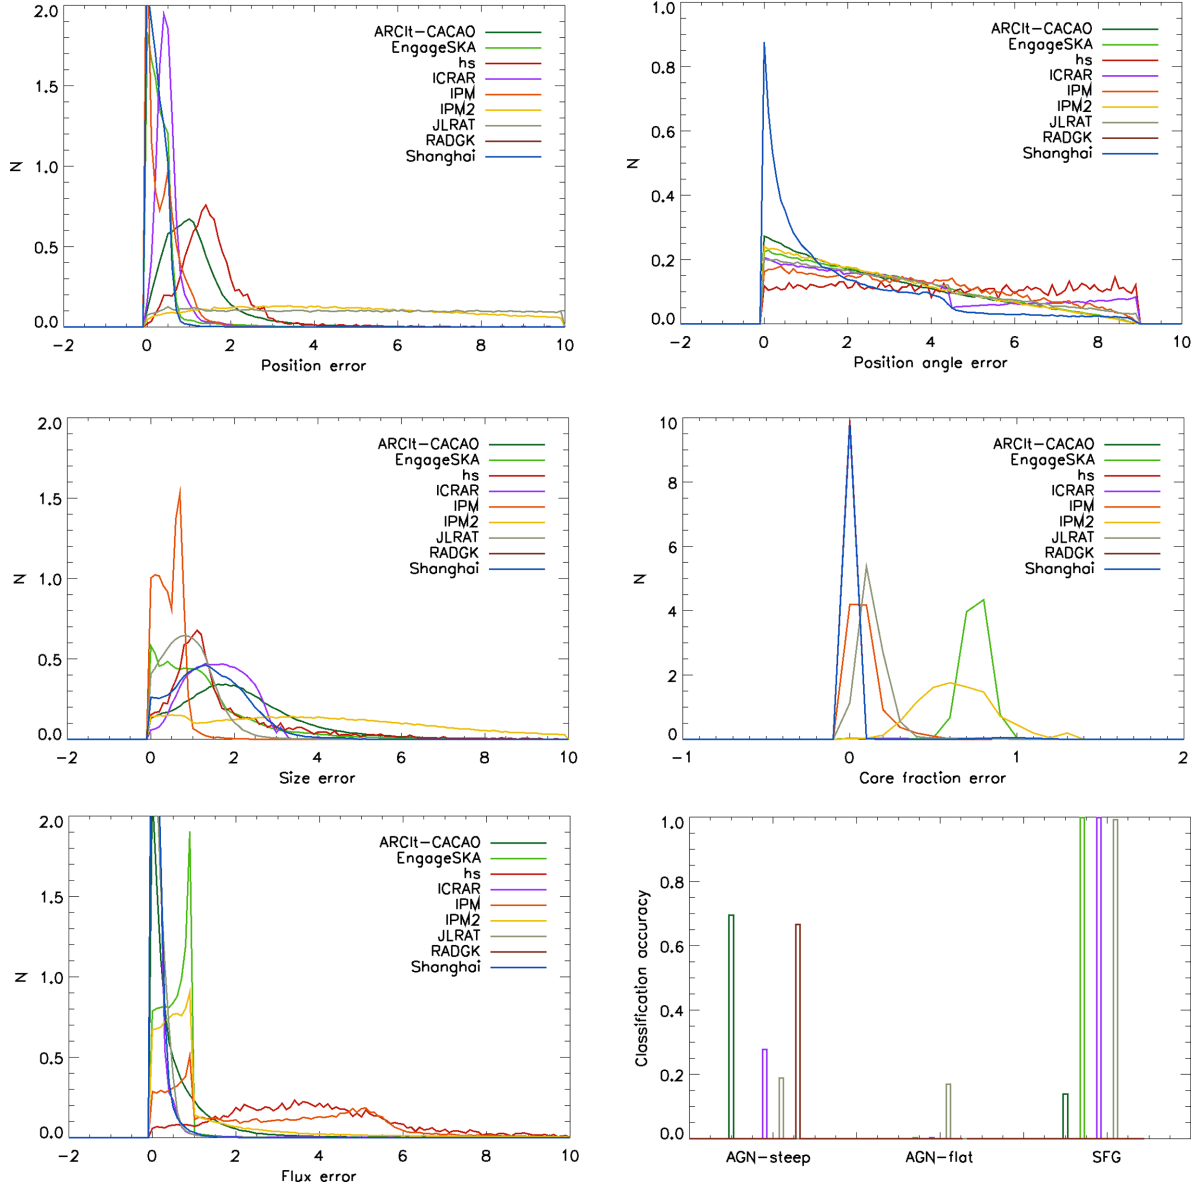 2.0
1.5
1.0
0.5
0.0
N
ARCIt-CACAO
EngageSKA
hs
ICRAR
IPM
IPM2
JLRAT
RADGK
Shanghai
-2 0 2 4 6 8 10
Position error
1.0
0.8
0.6
0.4
0.2
0.0
N
ARCIt-CACAO
EngageSKA
hs
ICRAR
IPM
IPM2
JLRAT
RADGK
Shanghai
-2 0 2 4 6 8 10
Position angle error
2.0
1.5
1.0
0.5
0.0
N
ARCIt-CACAO
EngageSKA
hs
ICRAR
IPM
IPM2
JLRAT
RADGK
Shanghai
-2 0 2 4 6 8 10
Size error
10
8
6
4
2
0
N
ARCIt-CACAO
EngageSKA
hs
ICRAR
IPM
IPM2
JLRAT
RADGK
Shanghai
-1 0 1 2
Core fraction error
2.0
1.5
1.0
0.5
0.0
N
ARCIt-CACAO
EngageSKA
hs
ICRAR
IPM
IPM2
JLRAT
RADGK
Shanghai
-2 0 2 4 6 8 10
Flux error
1.0
0.8
0.6
0.4
0.2
0.0
Classification accuracy
AGN-steep AGN-flat SFG